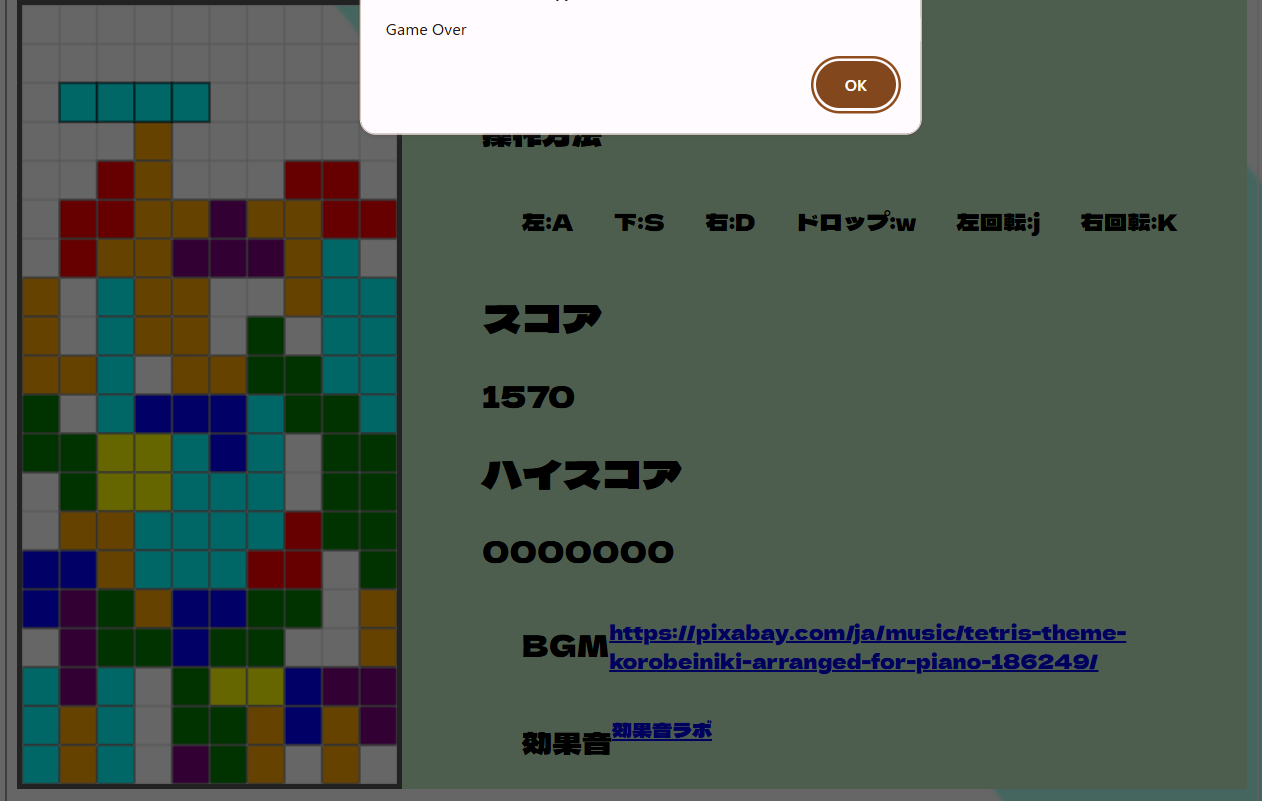 Game Over
OK
操作方法
左:A 下:S 右:D ドロップ:w 左回転:j 右回転:K
スコア
1570
ハイスコア
0000000
BGM https://pixabay.com/ja/music/tetris-theme-
korobeiniki-arranged-for-piano-186249/
効果音 効果音ラボ